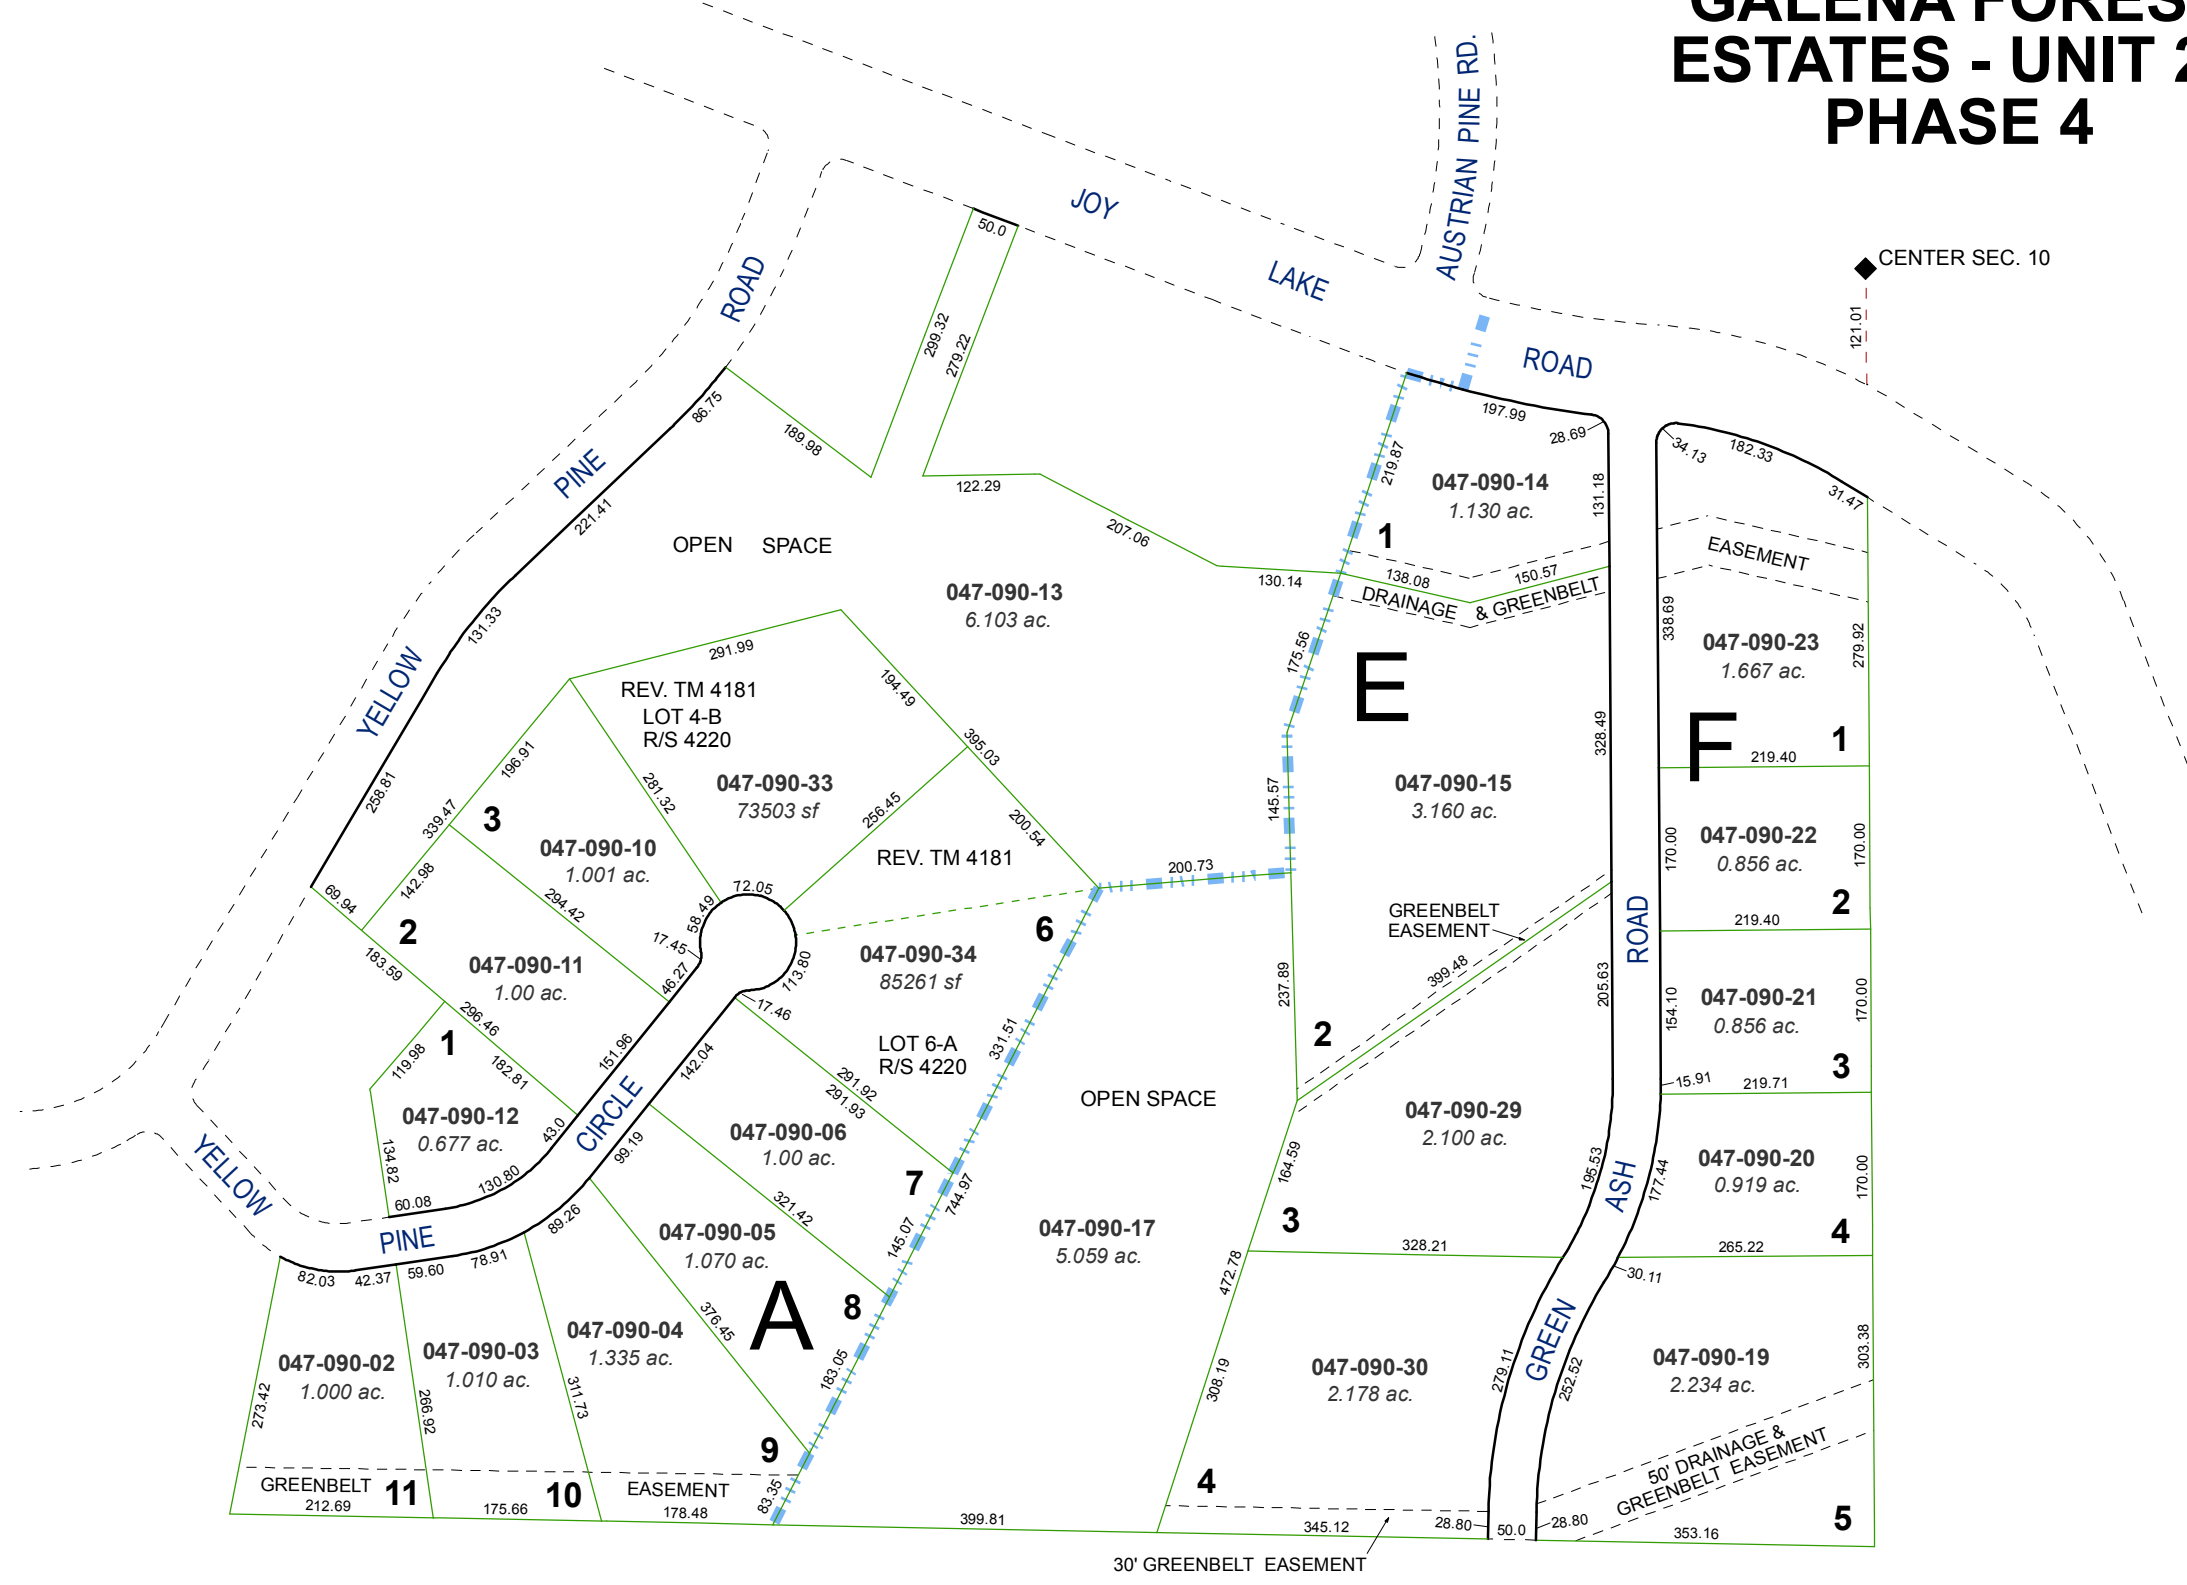 GALENA FORES
ESTATES - UNIT 2
PHASE 4
AUSTRIAN PINE RD.
JOY
LAKE
ROAD
CENTER SEC. 10
121.01
50.0
299.32
279.22
ROAD
PINE
YELLOW
86.75
189.98
221.41
131.33
258.81
122.29
207.06
130.14
OPEN SPACE
047-090-13
6.103 ac.
197.99
28.69
219.87
047-090-14
1.130 ac.
131.18
1
138.08
150.57
DRAINAGE & GREENBELT
34.13
182.33
31.47
EASEMENT
338.69
047-090-23
1.667 ac.
279.92
F
1
219.40
175.56
E
328.49
145.57
047-090-15
3.160 ac.
291.99
REV. TM 4181
LOT 4-B
R/S 4220
194.49
395.03
196.91
281.32
047-090-33
73503 sf
256.45
200.54
339.47
3
047-090-10
1.001 ac.
REV. TM 4181
72.05
58.49
17.45
142.98
294.42
69.94
2
183.59
047-090-11
1.00 ac.
46.27
113.80
17.46
6
047-090-34
85261 sf
LOT 6-A
R/S 4220
331.51
200.73
237.89
GREENBELT
EASEMENT
399.48
2
170.00
047-090-22
0.856 ac.
170.00
2
219.40
ROAD
205.63
154.10
047-090-21
0.856 ac.
170.00
3
15.91
219.71
296.46
1
182.81
119.98
151.96
142.04
291.92
291.93
047-090-12
0.677 ac.
134.82
43.0
CIRCLE
99.19
60.08
130.80
047-090-06
1.00 ac.
7
744.97
321.42
145.07
OPEN SPACE
047-090-17
5.059 ac.
047-090-29
2.100 ac.
164.59
3
195.53
ASH
177.44
047-090-20
0.919 ac.
170.00
4
328.21
265.22
30.11
YELLOW
PINE
82.03
42.37
59.60
78.91
89.26
047-090-05
1.070 ac.
376.45
A
8
183.05
472.78
308.19
047-090-30
2.178 ac.
279.11
GREEN
252.52
047-090-19
2.234 ac.
303.38
047-090-02
1.000 ac.
273.42
047-090-03
1.010 ac.
266.92
047-090-04
1.335 ac.
311.73
9
83.35
GREENBELT
11
10
EASEMENT
212.69
175.66
178.48
399.81
4
345.12
28.80
50.0
28.80
50' DRAINAGE &
GREENBELT EASEMENT
353.16
5
30' GREENBELT EASEMENT